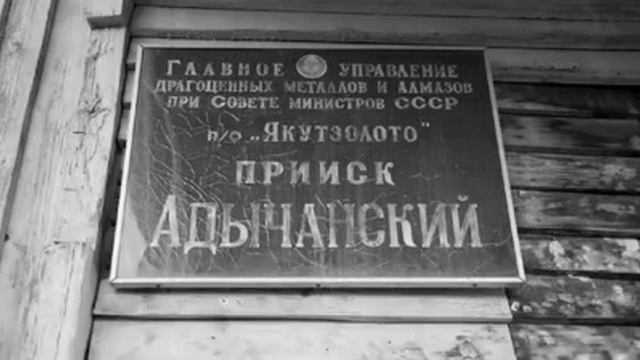 ГЛАВНОЕ УПРАВЛЕНИЕ
ДРАГОЦЕННЫХ МЕТАЛЛОВ И АЛМАЗОВ
ПРИ СОВЕТЕ МИНИСТРОВ СССР
п/о „ЯКУТЗОЛОТО"
ПРИИСК
АДЫЧАНСКИЙ